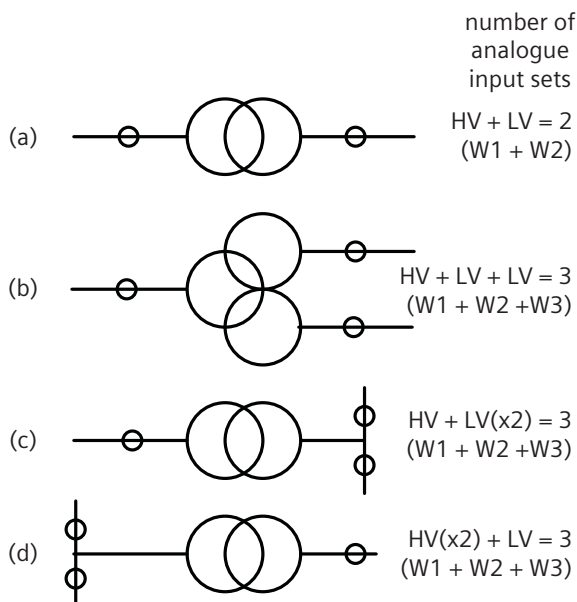 number of
analogue
input sets
(a)
HV + LV = 2
(W1 + W2)
(b)
HV + LV + LV = 3
(W1 + W2 +W3)
(c)
HV + LV(x2) = 3
(W1 + W2 +W3)
(d)
HV(x2) + LV = 3
(W1 + W2 + W3)